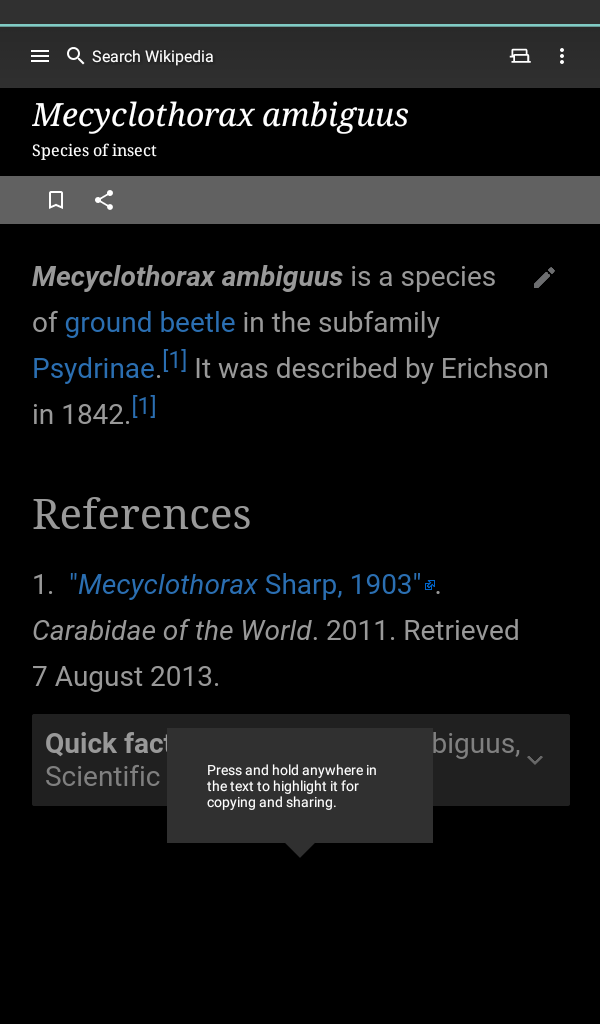 Search Wikipedia
Mecyclothorax ambiguus
Species of insect
Mecyclothorax ambiguus is a species
of ground beetle in the subfamily
Psydrinae.[1] It was described by Erichson
in 1842.[1]
References
1. "Mecyclothorax Sharp, 1903".
Carabidae of the World. 2011. Retrieved
7 August 2013.
Quick fact biguus,
Scientific
Press and hold anywhere in
the text to highlight it for
copying and sharing.